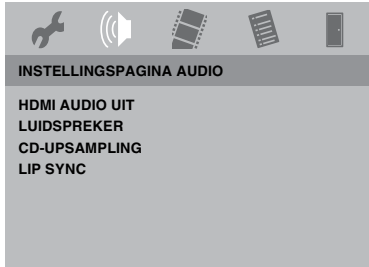 INSTELLINGSPAGINA AUDIO
HDMI AUDIO UIT
LUIDSPREKER
CD-UPSAMPLING
LIP SYNC